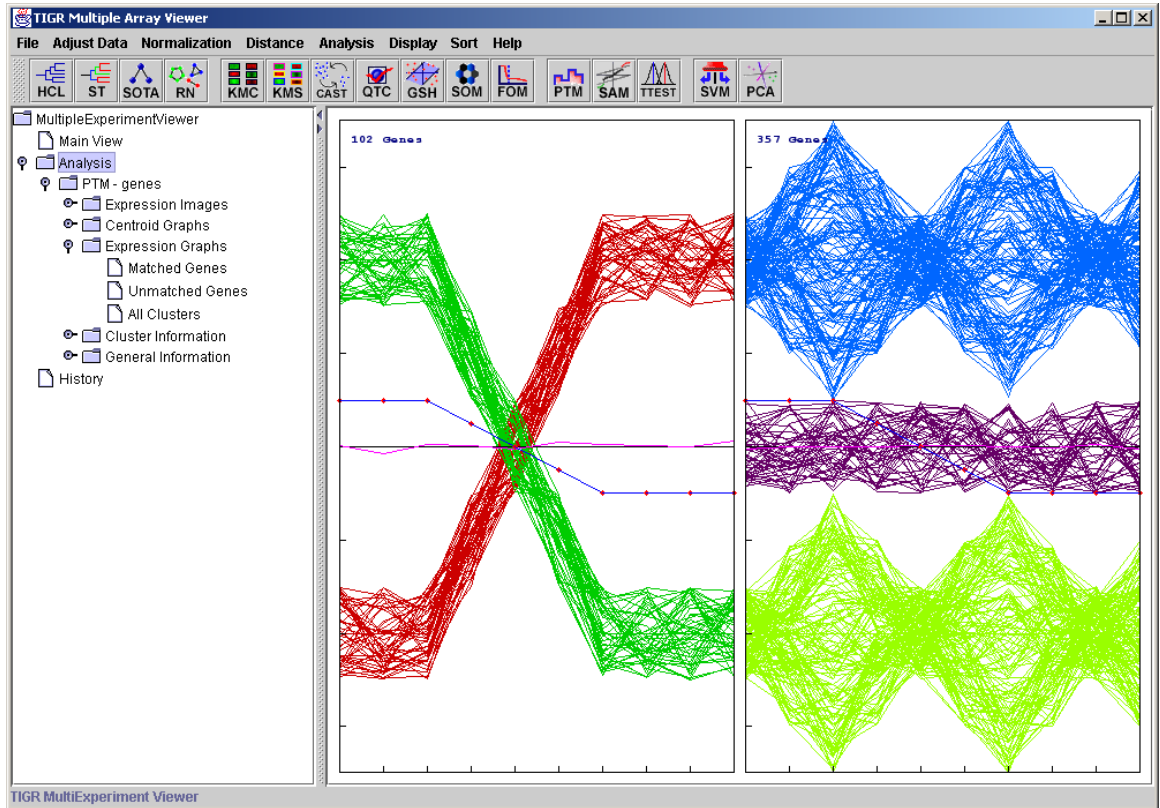 TIGR Multiple Array Viewer
File Adjust Data Normalization Distance Analysis Display Sort Help
HCL ST SOTA RN KMC KMS CAST QTC GSH SOM FOM PTM SAM TTEST SVM PCA
MultipleExperimentViewer
Main View
Analysis
PTM - genes
Expression Images
Centroid Graphs
Expression Graphs
Matched Genes
Unmatched Genes
All Clusters
Cluster Information
General Information
History
102 Genes
357 Genes
TIGR MultiExperiment Viewer